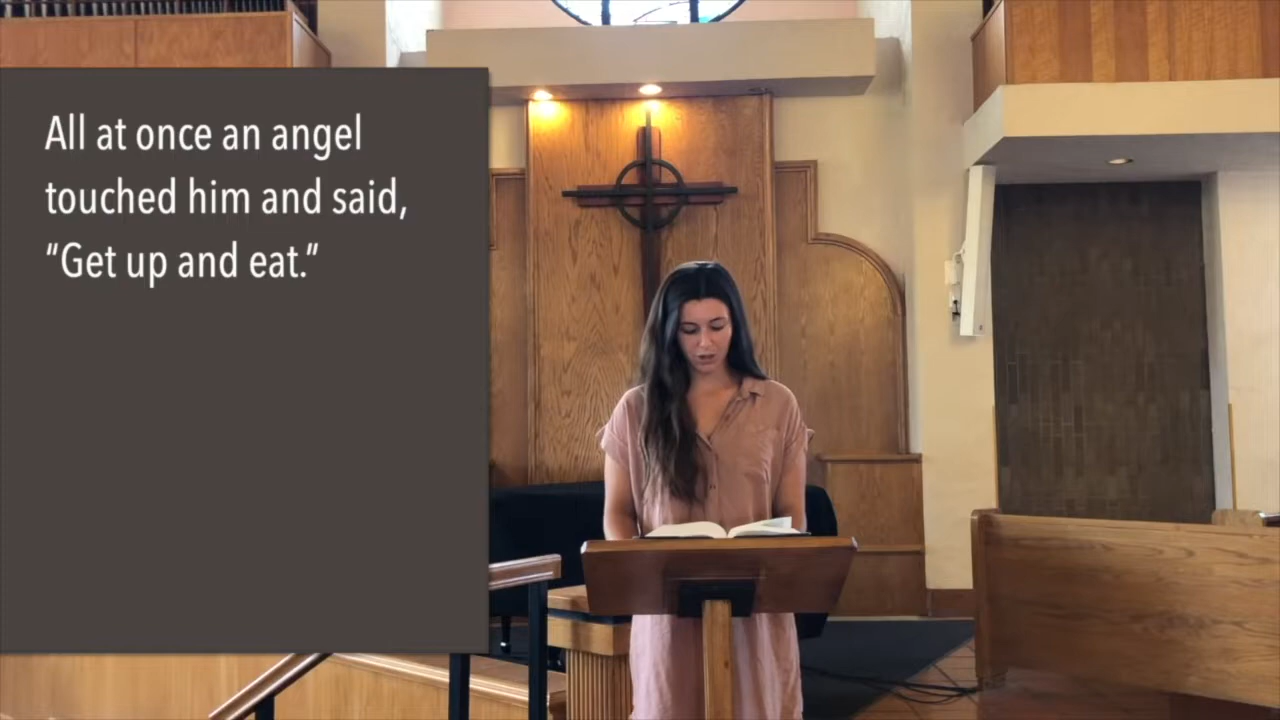 All at once an angel
touched him and said,
“Get up and eat.”